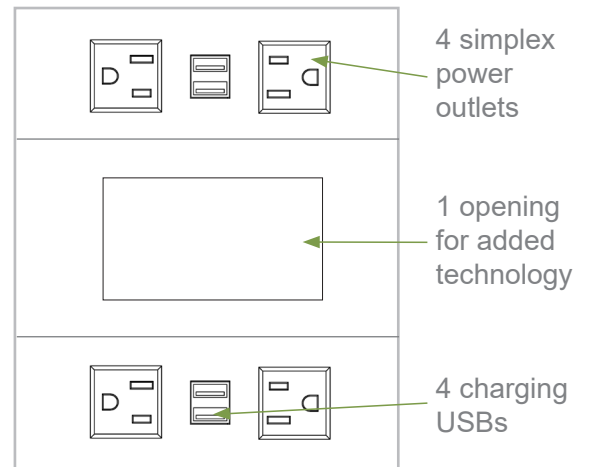 4 simplex
power
outlets
1 opening
for added
technology
4 charging
USBs